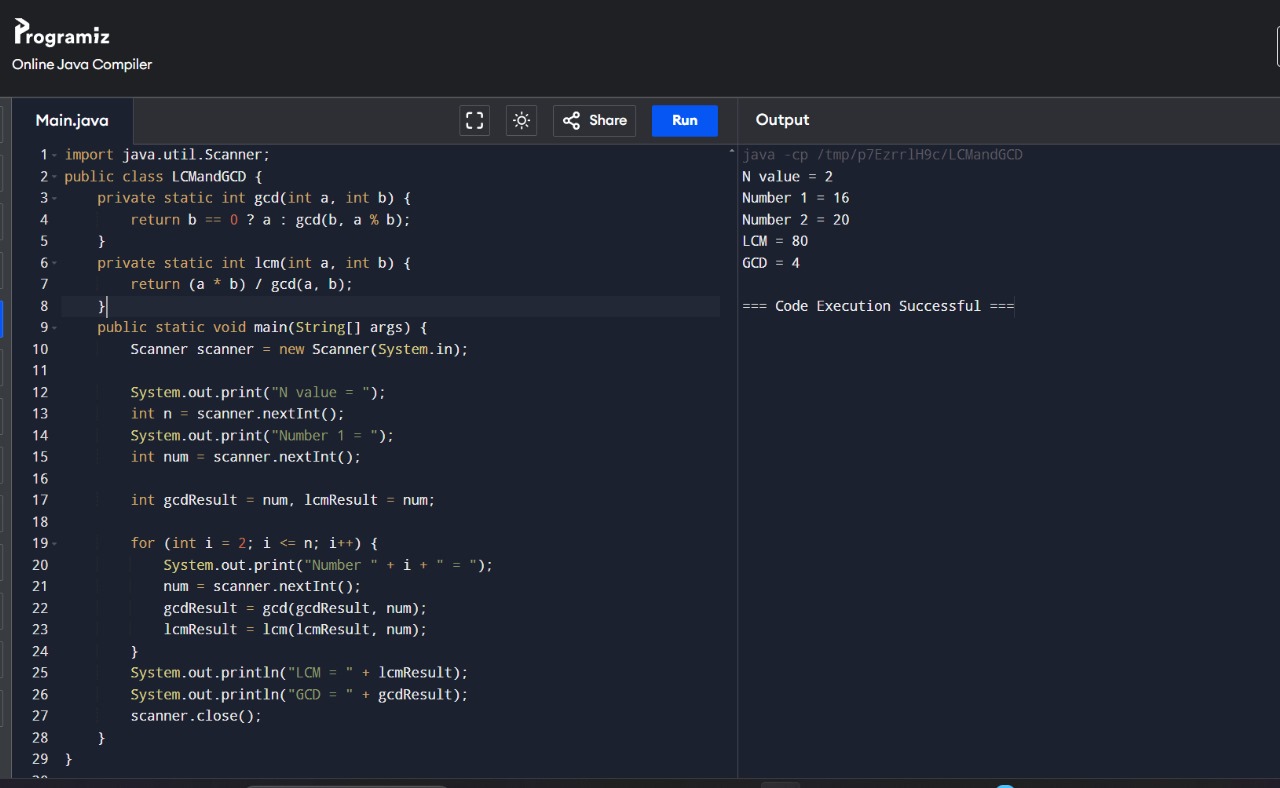 Programiz
Online Java Compiler
Main.java
Share
Run
Output
1 import java.util.Scanner;
2 public class LCMandGCD {
3     private static int gcd(int a, int b) {
4         return b == 0 ? a : gcd(b, a % b);
5     }
6     private static int lcm(int a, int b) {
7         return (a * b) / gcd(a, b);
8     }
9     public static void main(String[] args) {
10         Scanner scanner = new Scanner(System.in);
11
12         System.out.print("N value = ");
13         int n = scanner.nextInt();
14         System.out.print("Number 1 = ");
15         int num = scanner.nextInt();
16
17         int gcdResult = num, lcmResult = num;
18
19         for (int i = 2; i <= n; i++) {
20             System.out.print("Number " + i + " = ");
21             num = scanner.nextInt();
22             gcdResult = gcd(gcdResult, num);
23             lcmResult = lcm(lcmResult, num);
24         }
25         System.out.println("LCM = " + lcmResult);
26         System.out.println("GCD = " + gcdResult);
27         scanner.close();
28     }
29 }
java -cp /tmp/p7EzrrlH9c/LCMandGCD
N value = 2
Number 1 = 16
Number 2 = 20
LCM = 80
GCD = 4
=== Code Execution Successful ===